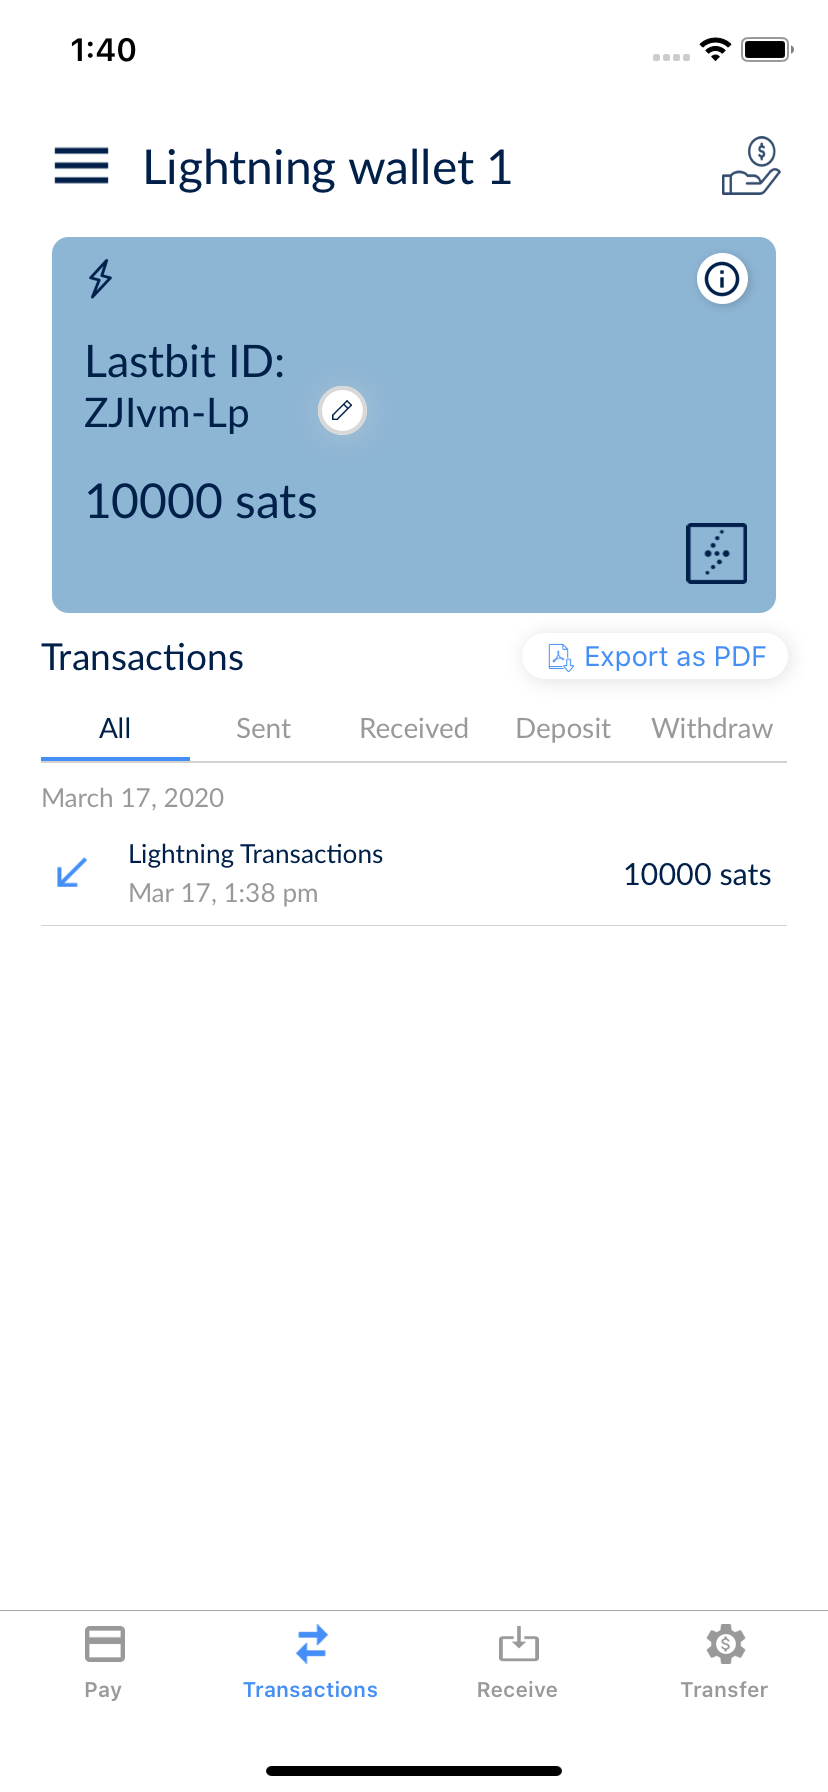 1:40
Lightning wallet 1
Lastbit ID:
ZJIvm-Lp
10000 sats
Transactions
Export as PDF
All Sent Received Deposit Withdraw
March 17, 2020
Lightning Transactions
Mar 17, 1:38 pm
10000 sats
Pay Transactions Receive Transfer